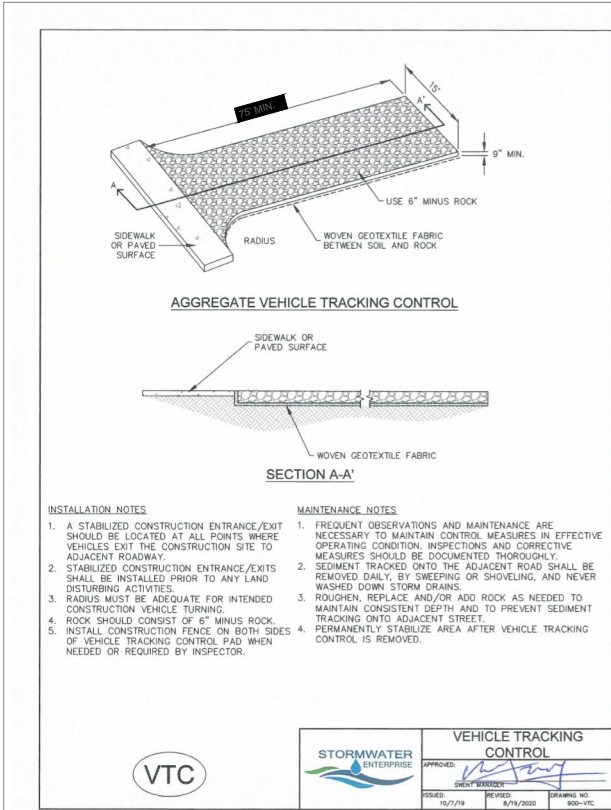 75' MIN.
15'
A'
9" MIN.
A
USE 6" MINUS ROCK
SIDEWALK
OR PAVED
SURFACE
RADIUS
WOVEN GEOTEXTILE FABRIC
BETWEEN SOIL AND ROCK
AGGREGATE VEHICLE TRACKING CONTROL
SIDEWALK OR
PAVED SURFACE
WOVEN GEOTEXTILE FABRIC
SECTION A-A'
INSTALLATION NOTES
1. A STABILIZED CONSTRUCTION ENTRANCE/EXIT
SHOULD BE LOCATED AT ALL POINTS WHERE
VEHICLES EXIT THE CONSTRUCTION SITE TO
ADJACENT ROADWAY.
2. STABILIZED CONSTRUCTION ENTRANCE/EXITS
SHALL BE INSTALLED PRIOR TO ANY LAND
DISTURBING ACTIVITIES.
3. RADIUS MUST BE ADEQUATE FOR INTENDED
CONSTRUCTION VEHICLE TURNING.
4. ROCK SHOULD CONSIST OF 6" MINUS ROCK.
5. INSTALL CONSTRUCTION FENCE ON BOTH SIDES
OF VEHICLE TRACKING CONTROL PAD WHEN
NEEDED OR REQUIRED BY INSPECTOR.
MAINTENANCE NOTES
1. FREQUENT OBSERVATIONS AND MAINTENANCE ARE
NECESSARY TO MAINTAIN CONTROL MEASURES IN EFFECTIVE
OPERATING CONDITION. INSPECTIONS AND CORRECTIVE
MEASURES SHOULD BE DOCUMENTED THOROUGHLY.
2. SEDIMENT TRACKED ONTO THE ADJACENT ROAD SHALL BE
REMOVED DAILY, BY SWEEPING OR SHOVELING, AND NEVER
WASHED DOWN STORM DRAINS.
3. ROUGHEN, REPLACE AND/OR ADD ROCK AS NEEDED TO
MAINTAIN CONSISTENT DEPTH AND TO PREVENT SEDIMENT
TRACKING ONTO ADJACENT STREET.
4. PERMANENTLY STABILIZE AREA AFTER VEHICLE TRACKING
CONTROL IS REMOVED.
VTC
STORMWATER
ENTERPRISE
VEHICLE TRACKING
CONTROL
APPROVED:
SWENT MANAGER
ISSUED:
10/7/19
REVISED:
8/19/2020
DRAWING NO.
900-VTC